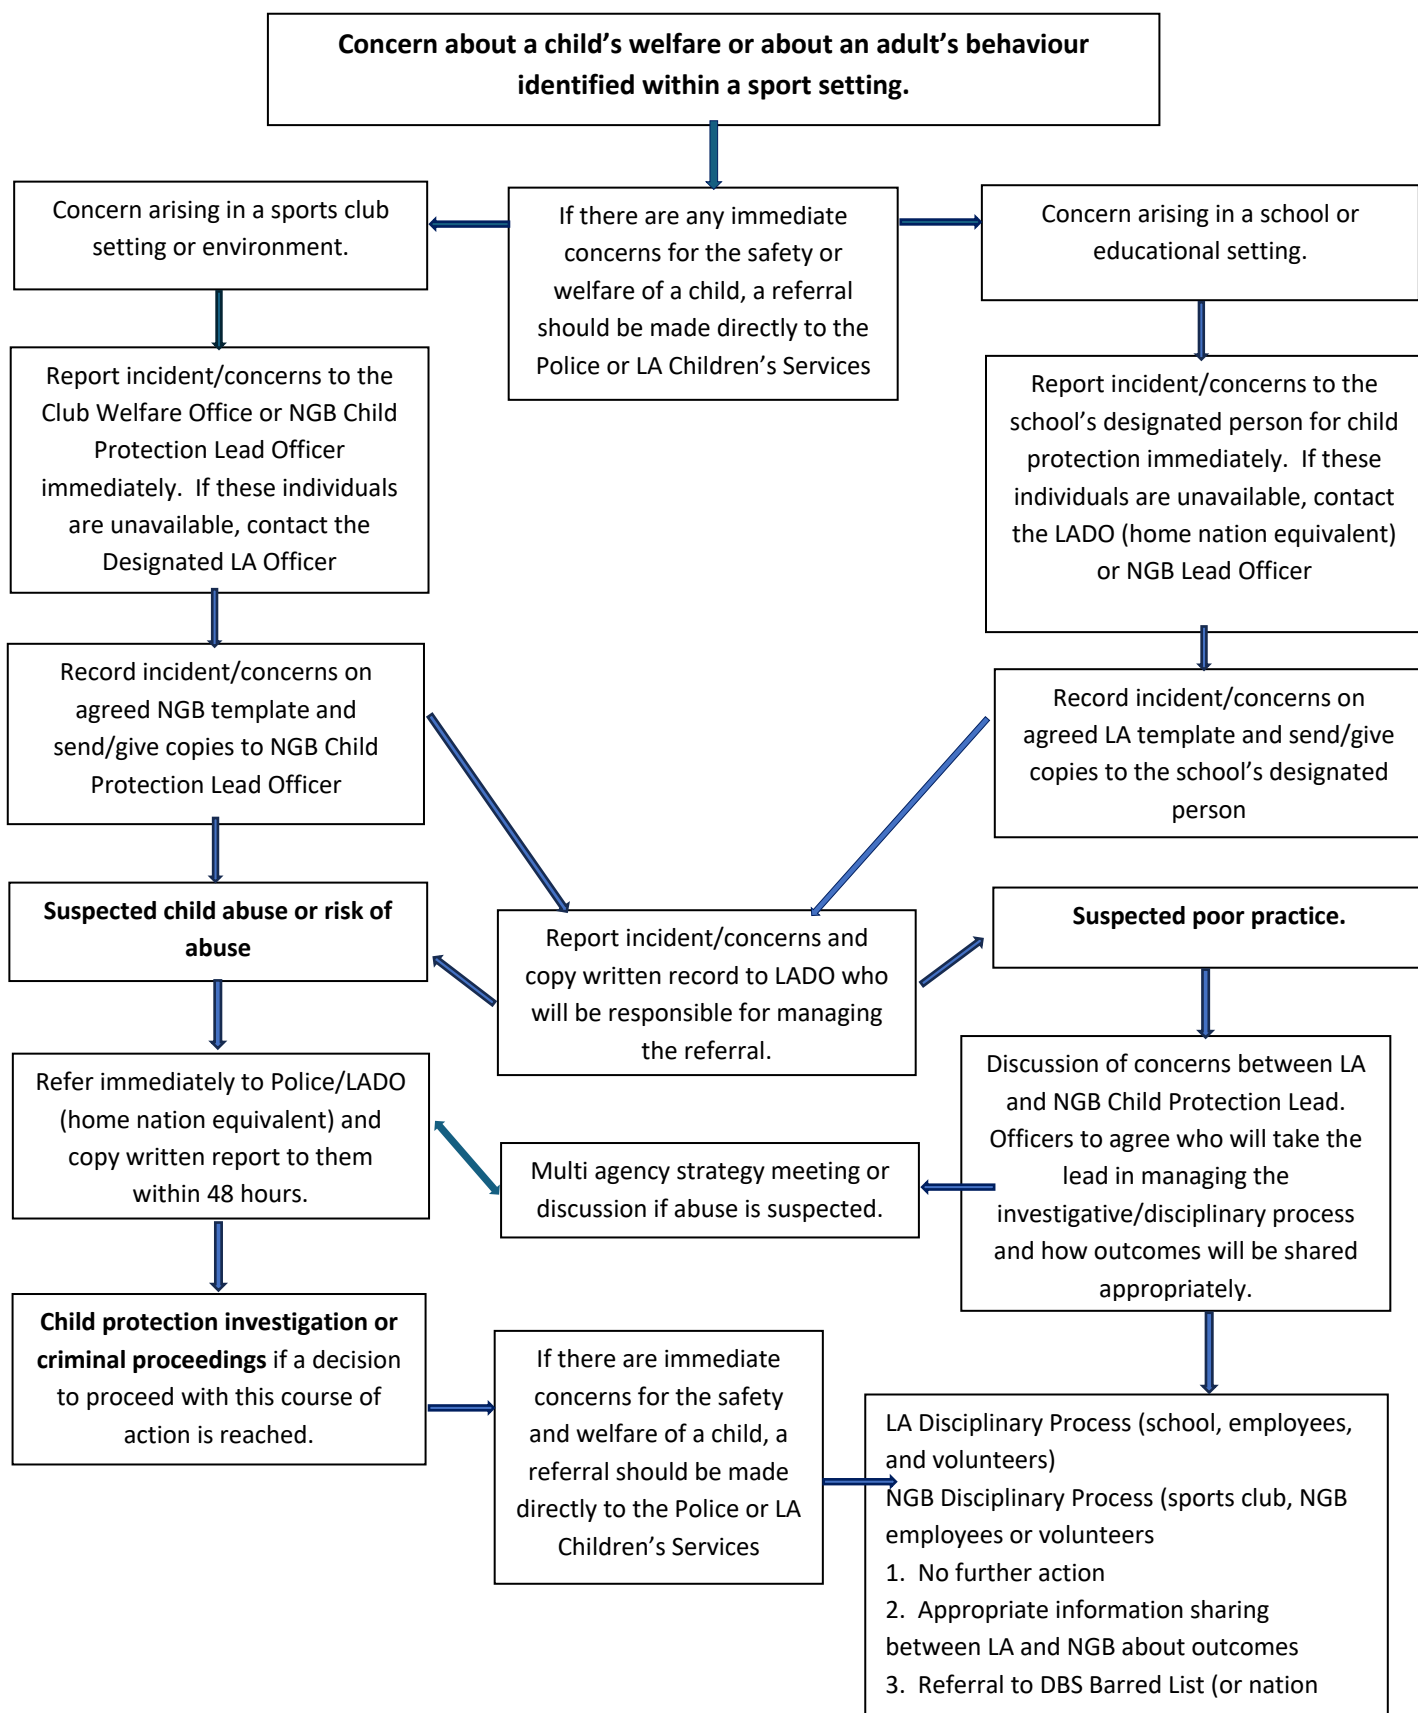 Concern about a child’s welfare or about an adult’s behaviour
identified within a sport setting.
Concern arising in a sports club
setting or environment.
If there are any immediate
concerns for the safety or
welfare of a child, a referral
should be made directly to the
Police or LA Children’s Services
Concern arising in a school or
educational setting.
Report incident/concerns to the
Club Welfare Office or NGB Child
Protection Lead Officer
immediately.  If these individuals
are unavailable, contact the
Designated LA Officer
Report incident/concerns to the
school’s designated person for child
protection immediately.  If these
individuals are unavailable, contact
the LADO (home nation equivalent)
or NGB Lead Officer
Record incident/concerns on
agreed NGB template and
send/give copies to NGB Child
Protection Lead Officer
Record incident/concerns on
agreed LA template and send/give
copies to the school’s designated
person
Suspected child abuse or risk of
abuse
Report incident/concerns and
copy written record to LADO who
will be responsible for managing
the referral.
Suspected poor practice.
Refer immediately to Police/LADO
(home nation equivalent) and
copy written report to them
within 48 hours.
Multi agency strategy meeting or
discussion if abuse is suspected.
Discussion of concerns between LA
and NGB Child Protection Lead.
Officers to agree who will take the
lead in managing the
investigative/disciplinary process
and how outcomes will be shared
appropriately.
Child protection investigation or
criminal proceedings if a decision
to proceed with this course of
action is reached.
If there are immediate
concerns for the safety
and welfare of a child, a
referral should be made
directly to the Police or LA
Children’s Services
LA Disciplinary Process (school, employees,
and volunteers)
NGB Disciplinary Process (sports club, NGB
employees or volunteers
1.  No further action
2.  Appropriate information sharing
between LA and NGB about outcomes
3.  Referral to DBS Barred List (or nation